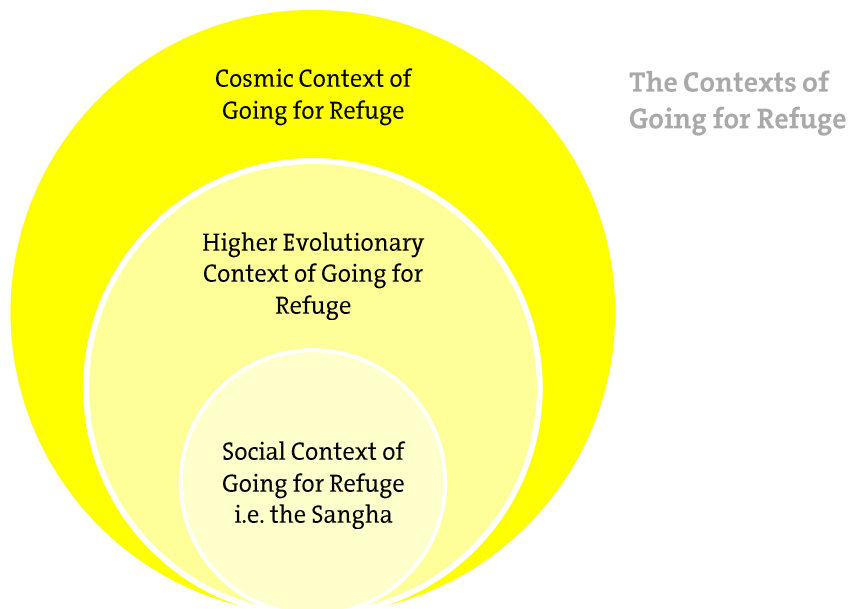 Cosmic Context of
Going for Refuge
The Contexts of
Going for Refuge
Higher Evolutionary
Context of Going for
Refuge
Social Context of
Going for Refuge
i.e. the Sangha